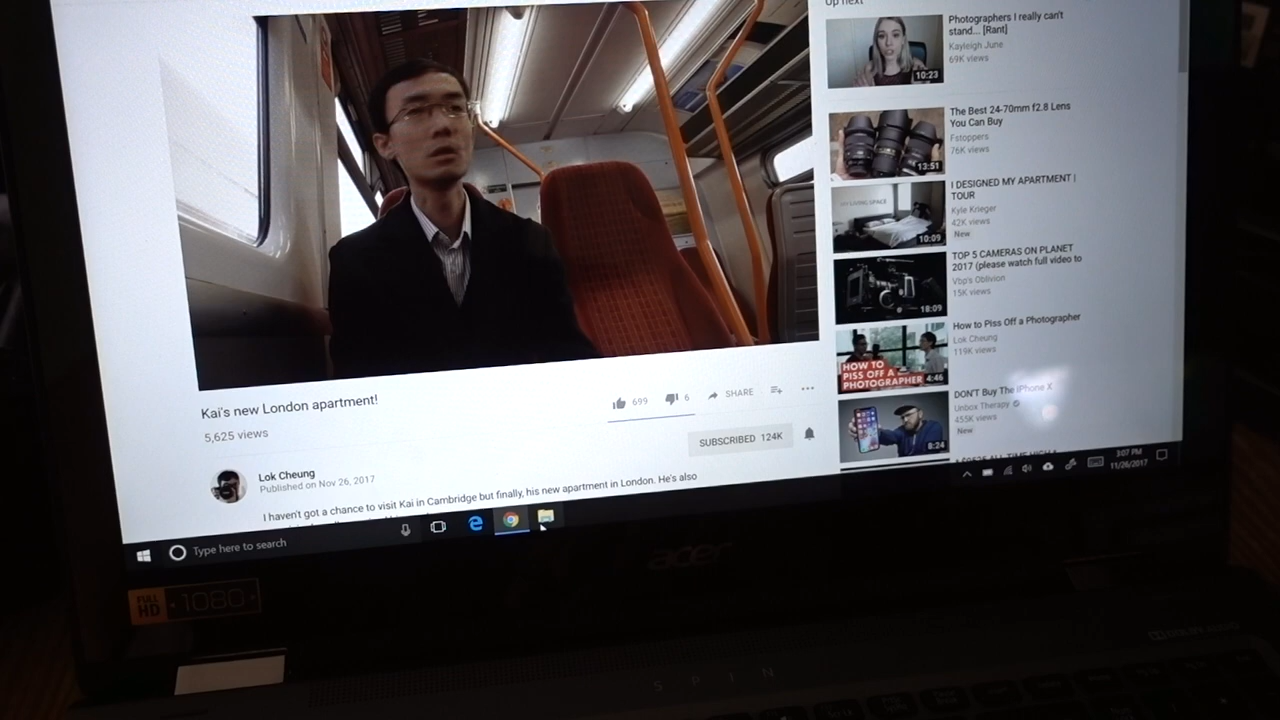 Up next
Photographers I really can't
stand... [Rant]
Kayleigh June
69K views
10:23
The Best 24-70mm f2.8 Lens
You Can Buy
Fstoppers
76K views
13:51
I DESIGNED MY APARTMENT |
TOUR
Kyle Krieger
42K views
New
MY LIVING SPACE
10:09
TOP 5 CAMERAS ON PLANET
2017 (please watch full video to
Vbp's Oblivion
15K views
18:09
How to Piss Off a Photographer
Lok Cheung
119K views
HOW TO
PISS OFF A
PHOTOGRAPHER
4:46
DON'T Buy The iPhone X
Unbox Therapy
455K views
New
8:24
Kai's new London apartment!
5,625 views
699
6
SHARE
SUBSCRIBED 124K
Lok Cheung
Published on Nov 26, 2017
I haven't got a chance to visit Kai in Cambridge but finally, his new apartment in London. He's also
Type here to search
3:07 PM
11/26/2017
acer
FULL
HD
1080
SPIN